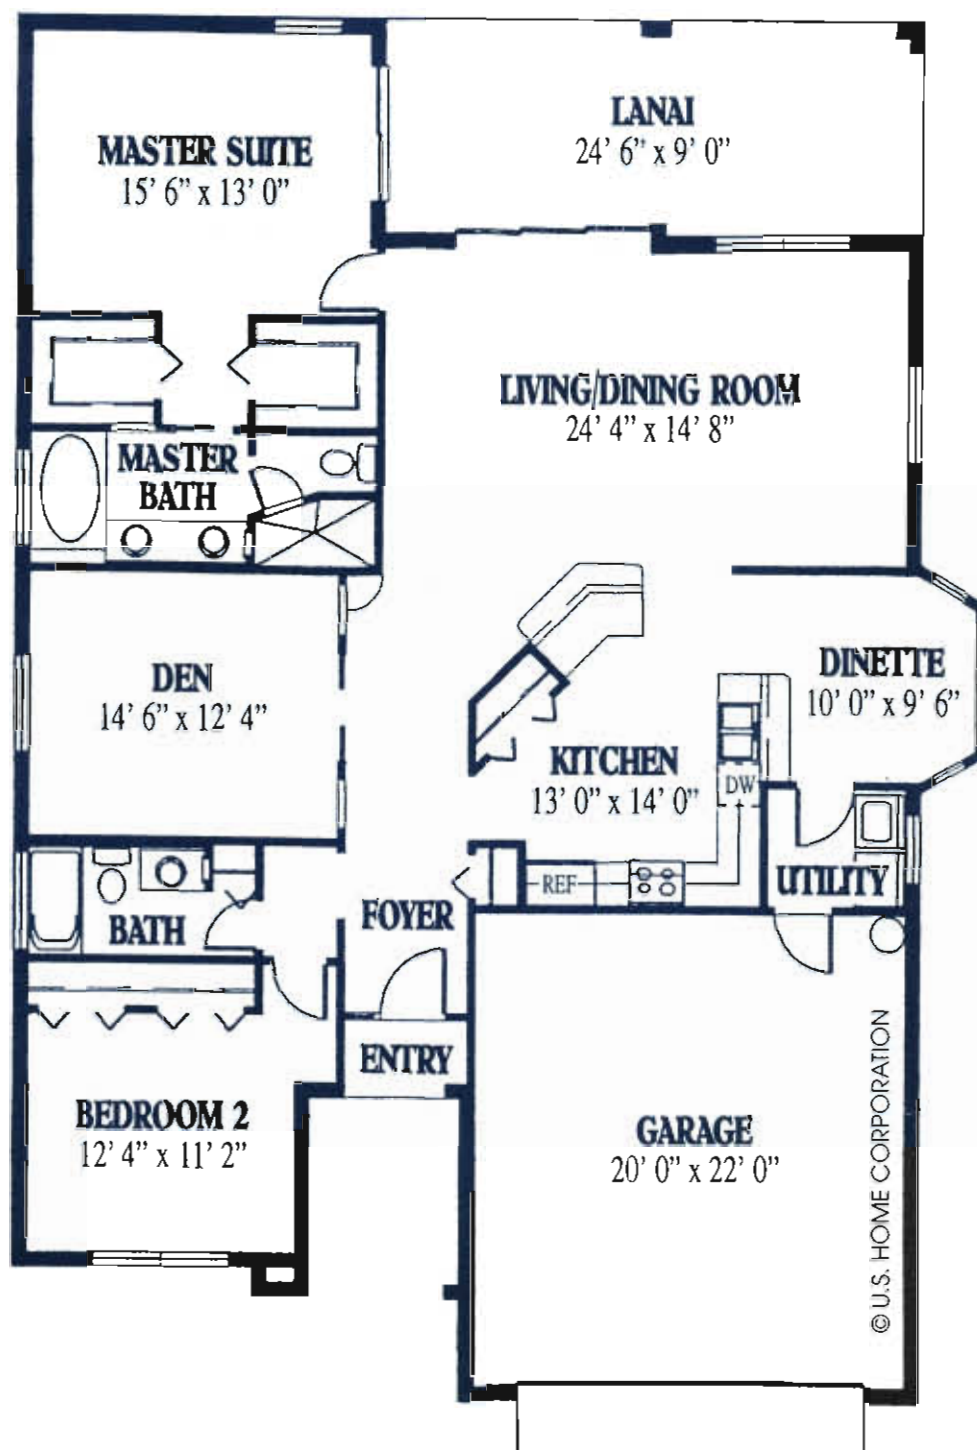 LANAI
24' 6” x 9' 0”
MASTER SUITE
15' 6” x 13' 0”
LIVING/DINING ROOM
24' 4” x 14' 8”
MASTER
BATH
DEN
14' 6” x 12' 4”
DINETTE
10' 0” x 9' 6”
KITCHEN
13' 0” x 14' 0”
DW
REF
UTILITY
BATH
FOYER
ENTRY
BEDROOM 2
12' 4” x 11' 2”
GARAGE
20' 0” x 22' 0”
© U.S. HOME CORPORATION